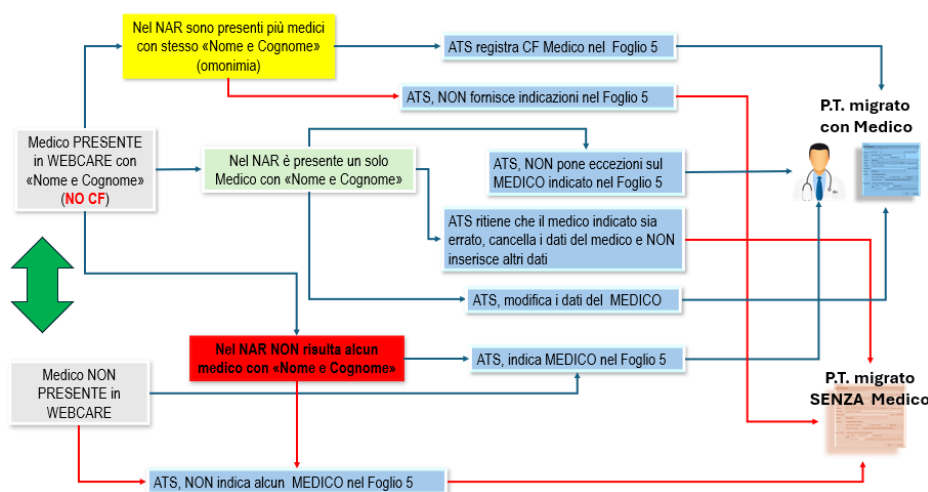 Nel NAR sono presenti più medici
con stesso «Nome e Cognome»
(omonimia)
ATS registra CF Medico nel Foglio 5
ATS, NON fornisce indicazioni nel Foglio 5
P.T. migrato
con Medico
Medico PRESENTE
in WEBCARE con
«Nome e Cognome»
(NO CF)
Nel NAR è presente un solo
Medico con «Nome e Cognome»
ATS, NON pone eccezioni sul
MEDICO indicato nel Foglio 5
ATS ritiene che il medico indicato sia
errato, cancella i dati del medico e NON
inserisce altri dati
ATS, modifica i dati del MEDICO
Nel NAR NON risulta alcun
medico con «Nome e Cognome»
ATS, indica MEDICO nel Foglio 5
Medico NON
PRESENTE in
WEBCARE
P.T. migrato
SENZA Medico
ATS, NON indica alcun MEDICO nel Foglio 5